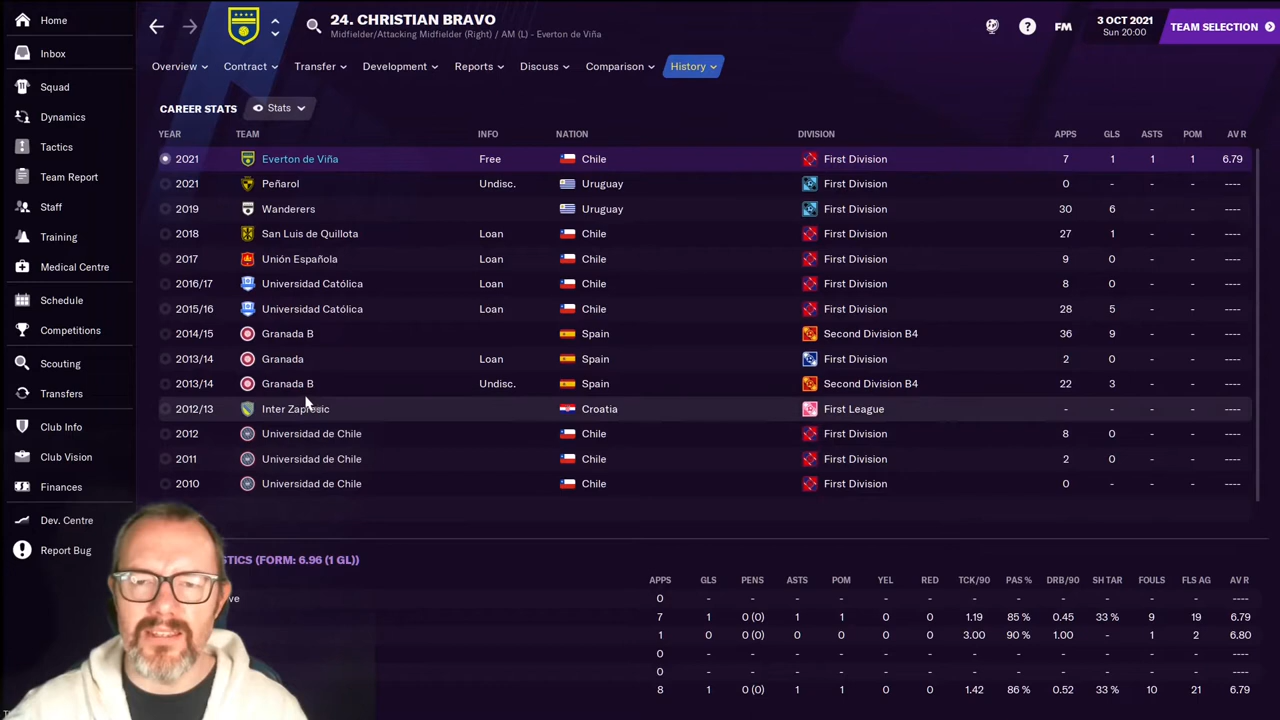 Home
Inbox
Squad
Dynamics
Tactics
Team Report
Staff
Training
Medical Centre
Schedule
Competitions
Scouting
Transfers
Club Info
Club Vision
Finances
Dev. Centre
Report Bug
24. CHRISTIAN BRAVO
Midfielder/Attacking Midfielder (Right) / AM (L) - Everton de Viña
? FM 3 OCT 2021 TEAM SELECTION
Sun 20:00
Overview Contract Transfer Development Reports Discuss Comparison History
CAREER STATS Stats
YEAR TEAM INFO NATION DIVISION APPS GLS ASTS POM AV R
2021 Everton de Viña Free Chile First Division 7 1 1 1 6.79
2021 Peñarol Undisc. Uruguay First Division 0 - - - ----
2019 Wanderers Uruguay First Division 30 6 - - ----
2018 San Luis de Quillota Loan Chile First Division 27 1 - - ----
2017 Unión Española Loan Chile First Division 9 0 - - ----
2016/17 Universidad Católica Loan Chile First Division 8 0 - - ----
2015/16 Universidad Católica Loan Chile First Division 28 5 - - ----
2014/15 Granada B Spain Second Division B4 36 9 - - ----
2013/14 Granada Loan Spain First Division 2 0 - - ----
2013/14 Granada B Undisc. Spain Second Division B4 22 3 - - ----
2012/13 Inter Croatia First League - - - - ----
2012 Universidad de Chile Chile First Division 8 0 - - ----
2011 Universidad de Chile Chile First Division 2 0 - - ----
2010 Universidad de Chile Chile First Division 0 - - - ----
STICS (FORM: 6.96 (1 GL))
APPS GLS PENS ASTS POM YEL RED TCK/90 PAS % DRB/90 SH TAR FOULS FLS AG AV R
ve 0 - - - - - - - - - - - - ----
7 1 0 (0) 1 1 0 0 1.19 85 % 0.45 33 % 9 19 6.79
1 0 0 (0) 0 0 0 0 3.00 90 % 1.00 - 1 2 6.80
0 - - - - - - - - - - - - ----
0 - - - - - - - - - - - - ----
8 1 0 (0) 1 1 0 0 1.42 86 % 0.52 33 % 10 21 6.79